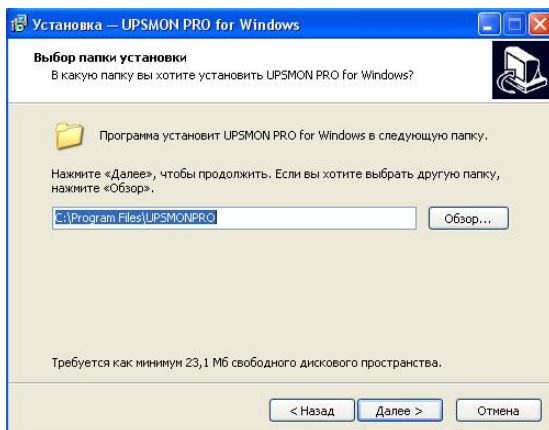 Установка — UPSMON PRO for Windows
Выбор папки установки
В какую папку вы хотите установить UPSMON PRO for Windows?
Программа установит UPSMON PRO for Windows в следующую папку.
Нажмите «Далее», чтобы продолжить. Если вы хотите выбрать другую папку,
нажмите «Обзор».
C:\Program Files\UPSMONPRO
Обзор...
Требуется как минимум 23,1 Мб свободного дискового пространства.
< Назад
Далее >
Отмена